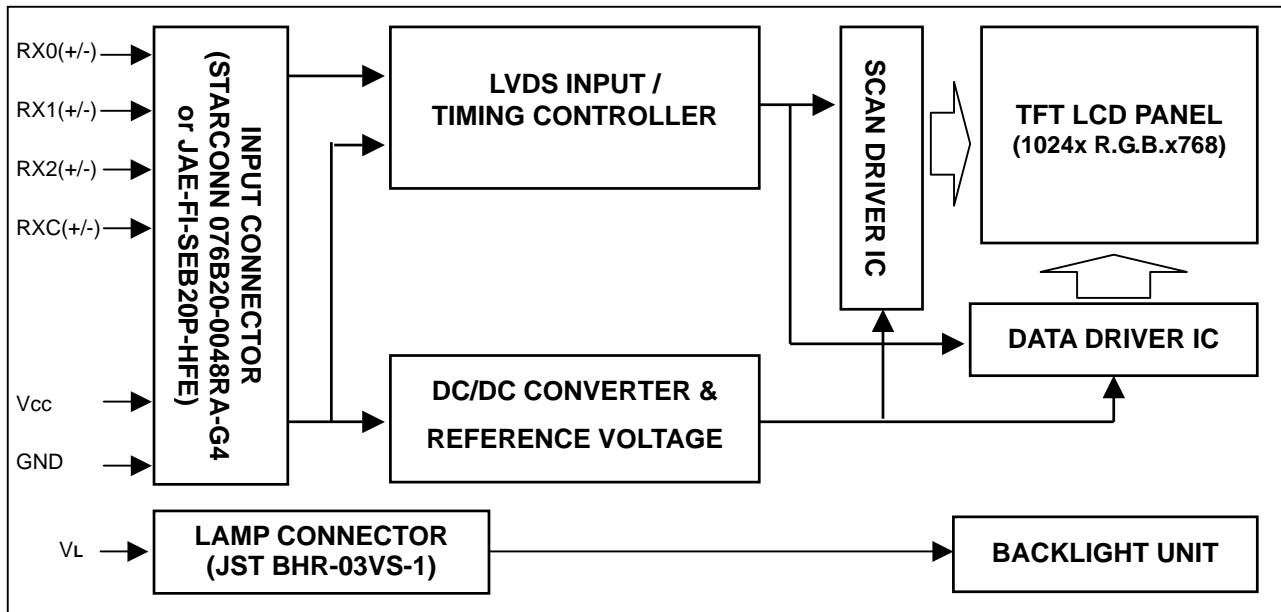 RX0(+/-)
RX1(+/-)
RX2(+/-)
RXC(+/-)
Vcc
GND
VL
INPUT CONNECTOR
(STARCONN 076B20-0048RA-G4
or JAE-FI-SEB20P-HFE)
LVDS INPUT /
TIMING CONTROLLER
SCAN DRIVER IC
TFT LCD PANEL
(1024x R.G.B.x768)
DATA DRIVER IC
DC/DC CONVERTER &
REFERENCE VOLTAGE
LAMP CONNECTOR
(JST BHR-03VS-1)
BACKLIGHT UNIT